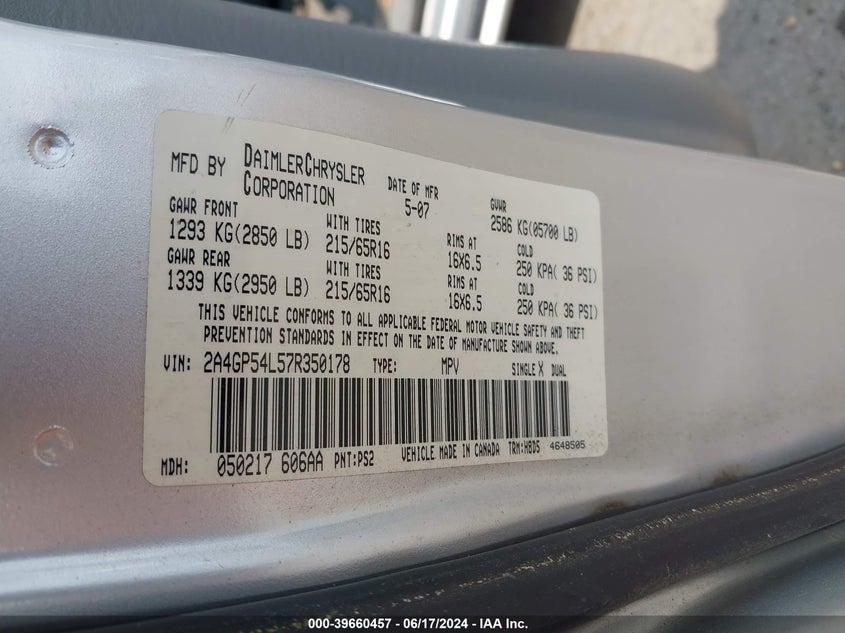 MFD BY DAIMLERCHRYSLER CORPORATION DATE OF MFR 5-07 GVWR 2586 KG(05700 LB)
GAWR FRONT WITH TIRES RIMS AT COLD
1293 KG(2850 LB) 215/65R16 16X6.5 250 KPA( 36 PSI)
GAWR REAR WITH TIRES RIMS AT COLD
1339 KG(2950 LB) 215/65R16 16X6.5 250 KPA( 36 PSI)
THIS VEHICLE CONFORMS TO ALL APPLICABLE FEDERAL MOTOR VEHICLE SAFETY AND THEFT
PREVENTION STANDARDS IN EFFECT ON THE DATE OF MANUFACTURE SHOWN ABOVE.
VIN: 2A4GP54L57R350178 TYPE: MPV SINGLE X DUAL
MDH: 050217 606AA PNT:PS2 VEHICLE MADE IN CANADA TRM:H8D5 4648505
000-39660457 - 06/17/2024 - IAA Inc.